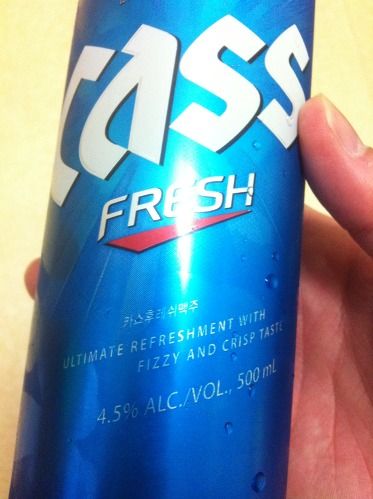 CASS
FRESH
카스후레쉬맥주
ULTIMATE REFRESHMENT WITH
FIZZY AND CRISP TASTE
4.5% ALC./VOL., 500 mL